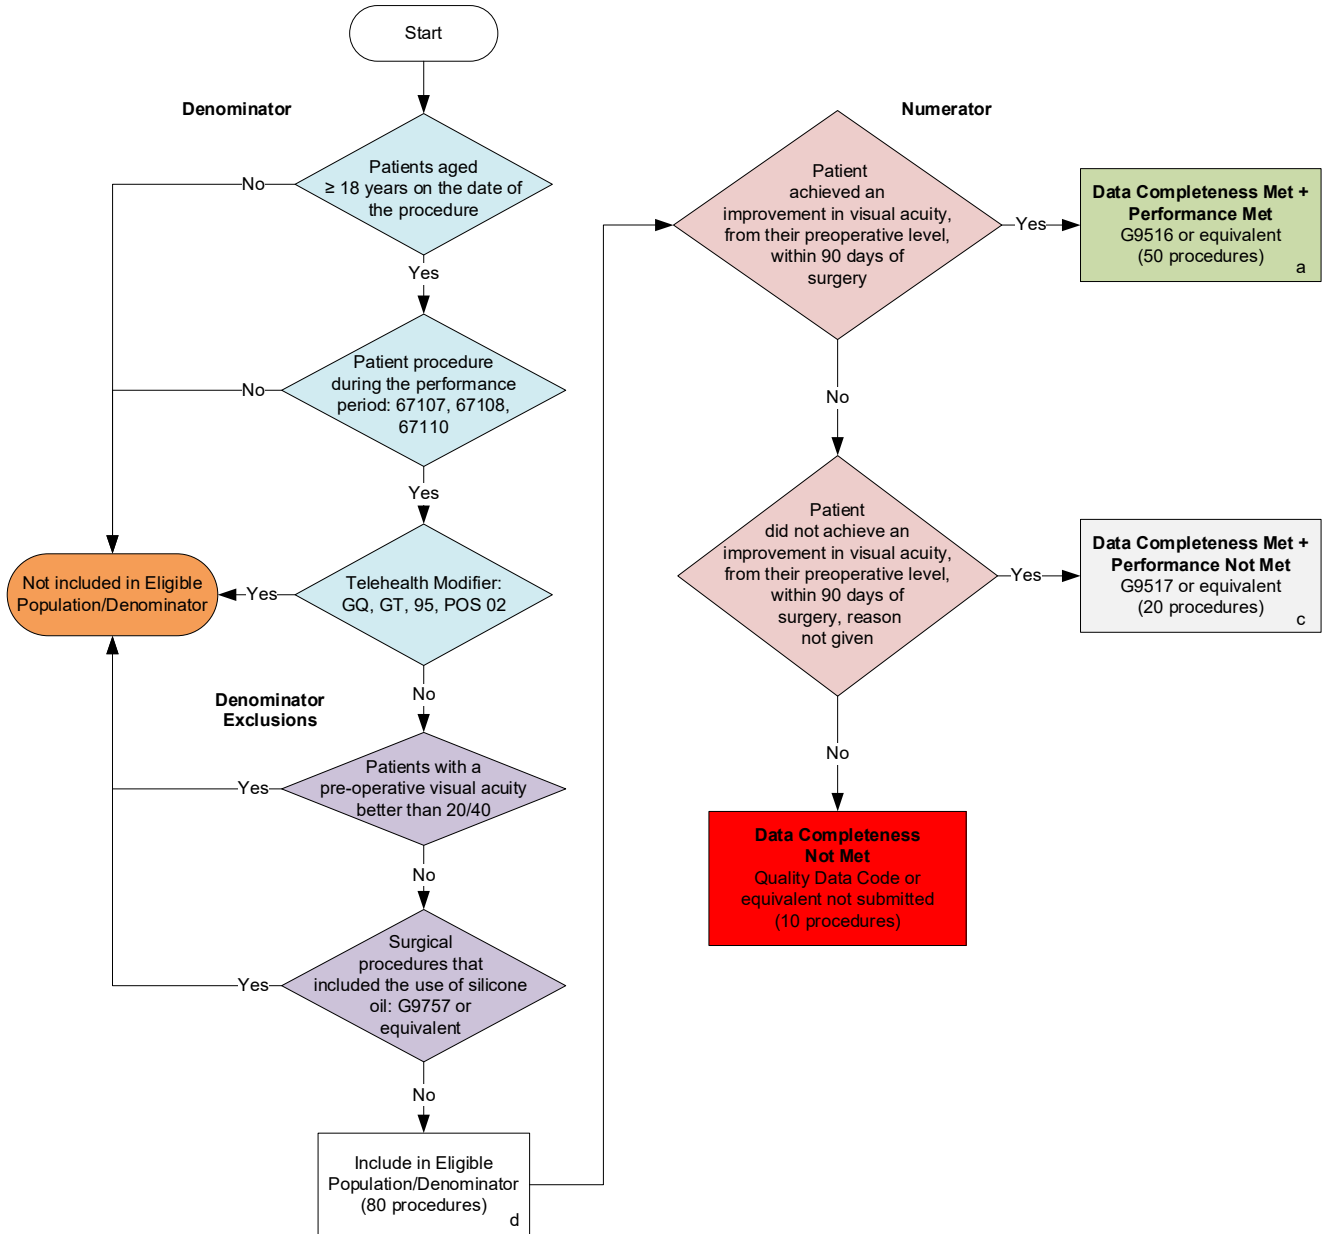 Start
Denominator
Patients aged
≥ 18 years on the date of
the procedure
No
Yes
Patient procedure
during the performance
period: 67107, 67108,
67110
No
Yes
Telehealth Modifier:
GQ, GT, 95, POS 02
Yes
Not included in Eligible
Population/Denominator
No
Denominator
Exclusions
Patients with a
pre-operative visual acuity
better than 20/40
Yes
No
Surgical
procedures that
included the use of silicone
oil: G9757 or
equivalent
Yes
No
Include in Eligible
Population/Denominator
(80 procedures)
d
Numerator
Patient
achieved an
improvement in visual acuity,
from their preoperative level,
within 90 days of
surgery
Yes
Data Completeness Met +
Performance Met
G9516 or equivalent
(50 procedures)
a
No
Patient
did not achieve an
improvement in visual acuity,
from their preoperative level,
within 90 days of
surgery, reason
not given
Yes
Data Completeness Met +
Performance Not Met
G9517 or equivalent
(20 procedures)
c
No
Data Completeness
Not Met
Quality Data Code or
equivalent not submitted
(10 procedures)